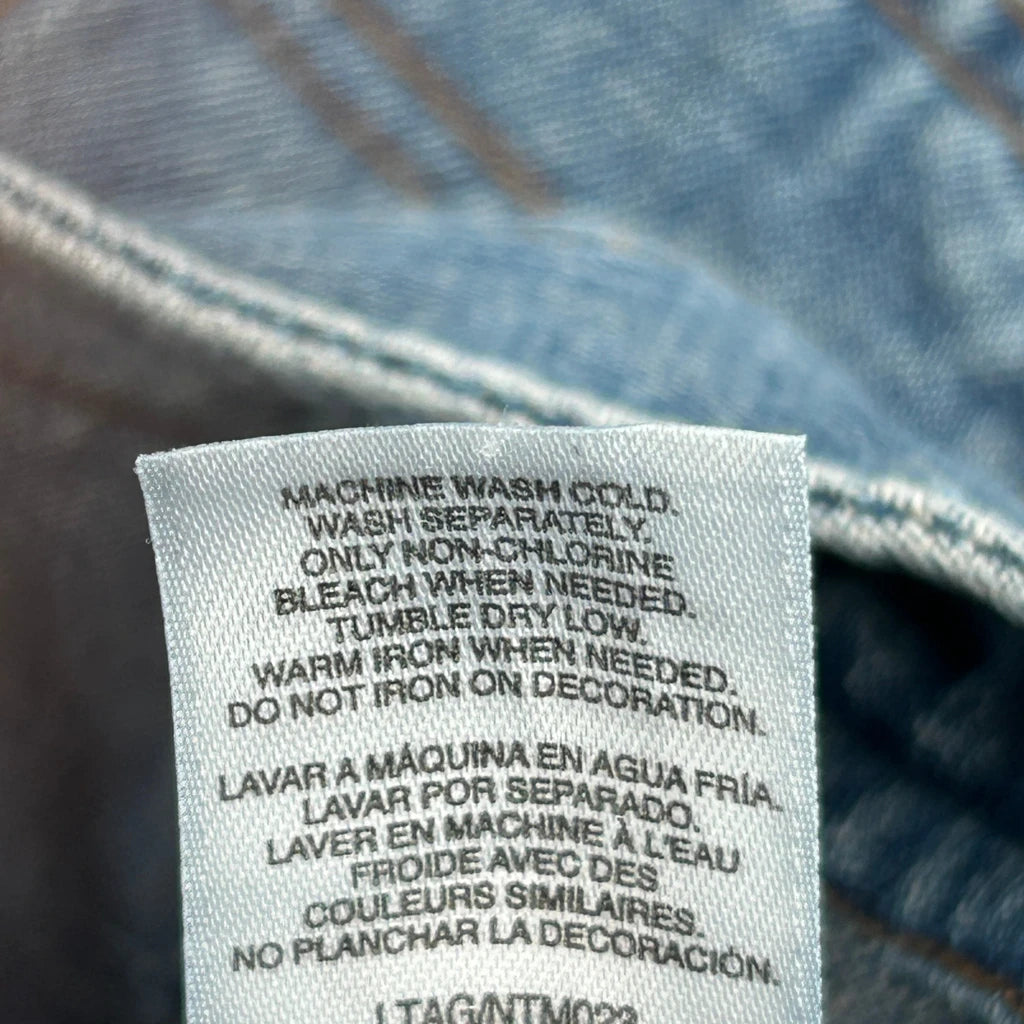 MACHINE WASH COLD.
WASH SEPARATELY.
ONLY NON-CHLORINE
BLEACH WHEN NEEDED.
TUMBLE DRY LOW.
WARM IRON WHEN NEEDED.
DO NOT IRON ON DECORATION.
LAVAR A MÁQUINA EN AGUA FRÍA.
LAVAR POR SEPARADO.
LAVER EN MACHINE À L'EAU
FROIDE AVEC DES
COULEURS SIMILAIRES.
NO PLANCHAR LA DECORACIÓN.
LTAG/NTM022